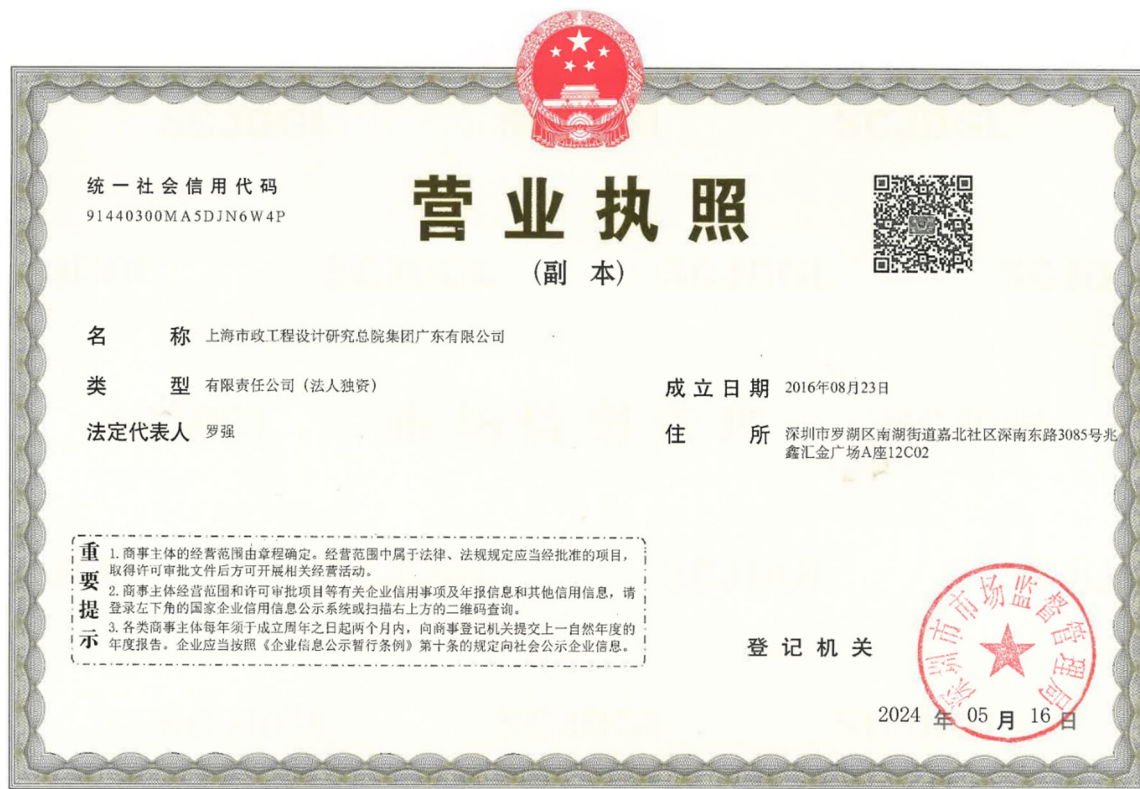 统一社会信用代码
91440300MA5DJN6W4P
营业执照
(副 本)
名 称 上海市政工程设计研究总院集团广东有限公司
类 型 有限责任公司（法人独资）
法定代表人 罗强
成立日期 2016年08月23日
住 所 深圳市罗湖区南湖街道嘉北社区深南东路3085号兆
鑫汇金广场A座12C02
重要提示
1.商事主体的经营范围由章程确定。经营范围中属于法律、法规规定应当经批准的项目，
取得许可审批文件后方可开展相关经营活动。
2.商事主体经营范围和许可审批项目等有关企业信用事项及年报信息和其他信用信息，请
登录左下角的国家企业信用信息公示系统或扫描右上方的二维码查询。
3.各类商事主体每年须于成立周年之日起两个月内，向商事登记机关提交上一自然年度的
年度报告。企业应当按照《企业信息公示暂行条例》第十条的规定向社会公示企业信息。
登记机关
深圳市市场监督管理局
2024 年 05 月 16 日